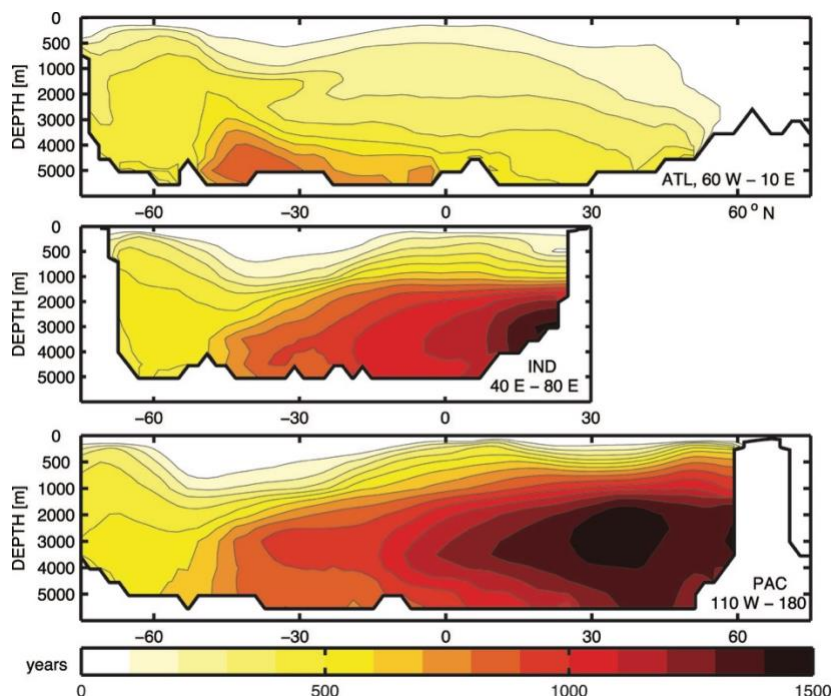 0
500
1000
2000
3000
4000
5000
DEPTH [m]
ATL, 60 W – 10 E
−60 −30 0 30 60 ° N
0
500
1000
2000
3000
4000
5000
DEPTH [m]
IND
40 E – 80 E
−60 −30 0 30
0
500
1000
2000
3000
4000
5000
DEPTH [m]
PAC
110 W – 180
−60 −30 0 30 60
years
0 500 1000 1500